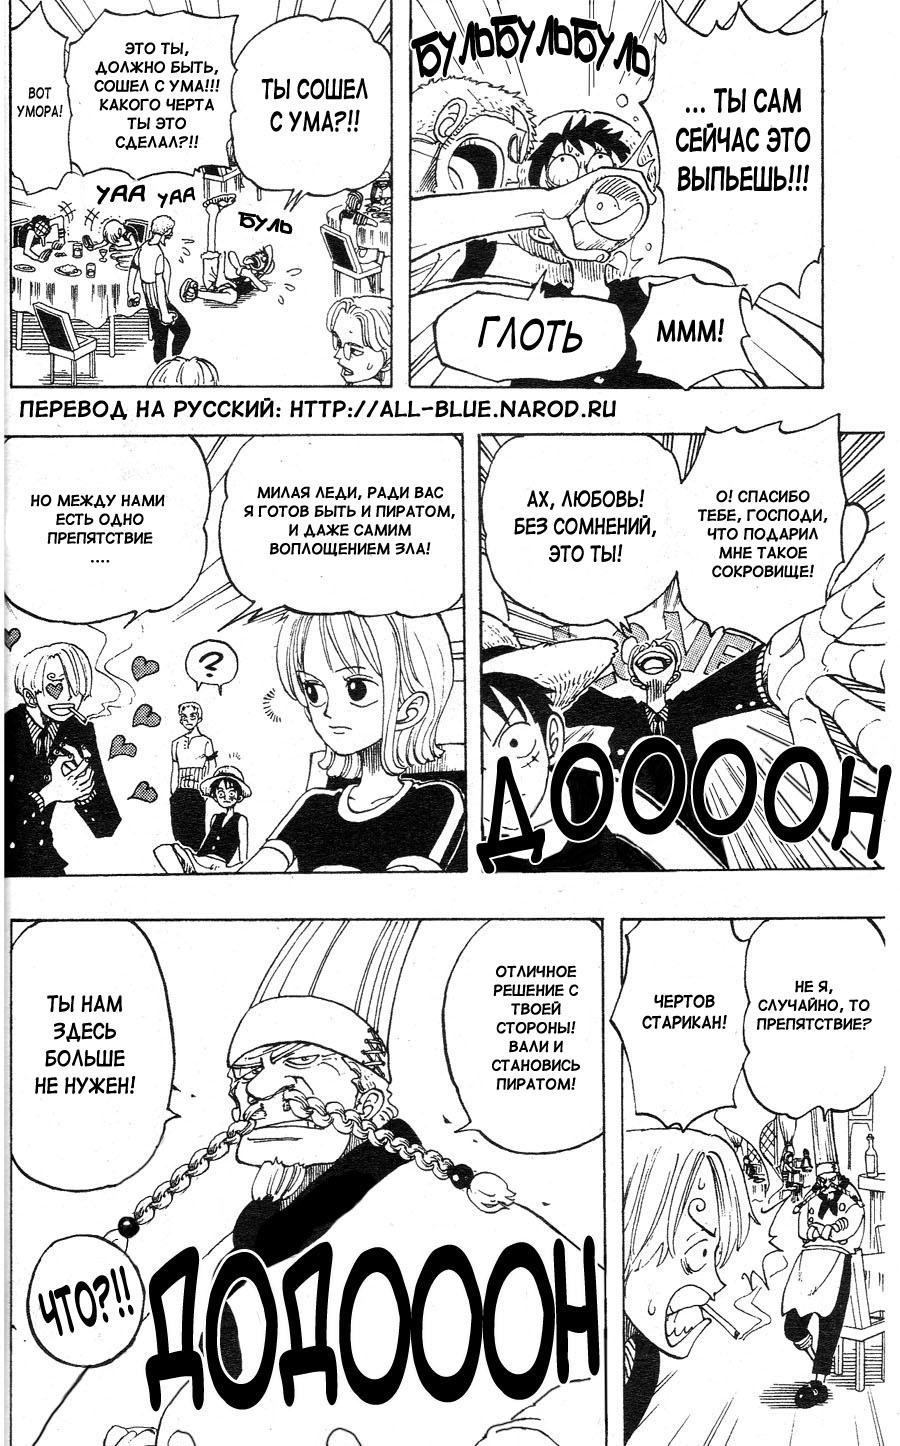 БУЛЬБУЛЬБУЛЬ
... ТЫ САМ
СЕЙЧАС ЭТО
ВЫПЬЕШЬ!!!
МММ!
ГЛОТЬ
ТЫ СОШЕЛ
С УМА?!!
ЭТО ТЫ,
ДОЛЖНО БЫТЬ,
СОШЕЛ С УМА!!!
КАКОГО ЧЕРТА
ТЫ ЭТО
СДЕЛАЛ?!!
ВОТ
УМОРА!
УАА
УАА
БУЛЬ
ПЕРЕВОД НА РУССКИЙ: HTTP://ALL-BLUE.NAROD.RU
О! СПАСИБО
ТЕБЕ, ГОСПОДИ,
ЧТО ПОДАРИЛ
МНЕ ТАКОЕ
СОКРОВИЩЕ!
АХ, ЛЮБОВЬ!
БЕЗ СОМНЕНИЙ,
ЭТО ТЫ!
ДООООН
МИЛАЯ ЛЕДИ, РАДИ ВАС
Я ГОТОВ БЫТЬ И ПИРАТОМ,
И ДАЖЕ САМИМ
ВОПЛОЩЕНИЕМ ЗЛА!
НО МЕЖДУ НАМИ
ЕСТЬ ОДНО
ПРЕПЯТСТВИЕ
....
?
НЕ Я,
СЛУЧАЙНО, ТО
ПРЕПЯТСТВИЕ?
ЧЕРТОВ
СТАРИКАН!
ОТЛИЧНОЕ
РЕШЕНИЕ С
ТВОЕЙ
СТОРОНЫ!
ВАЛИ И
СТАНОВИСЬ
ПИРАТОМ!
ТЫ НАМ
ЗДЕСЬ
БОЛЬШЕ
НЕ НУЖЕН!
ЧТО?!!
ДОДОООН